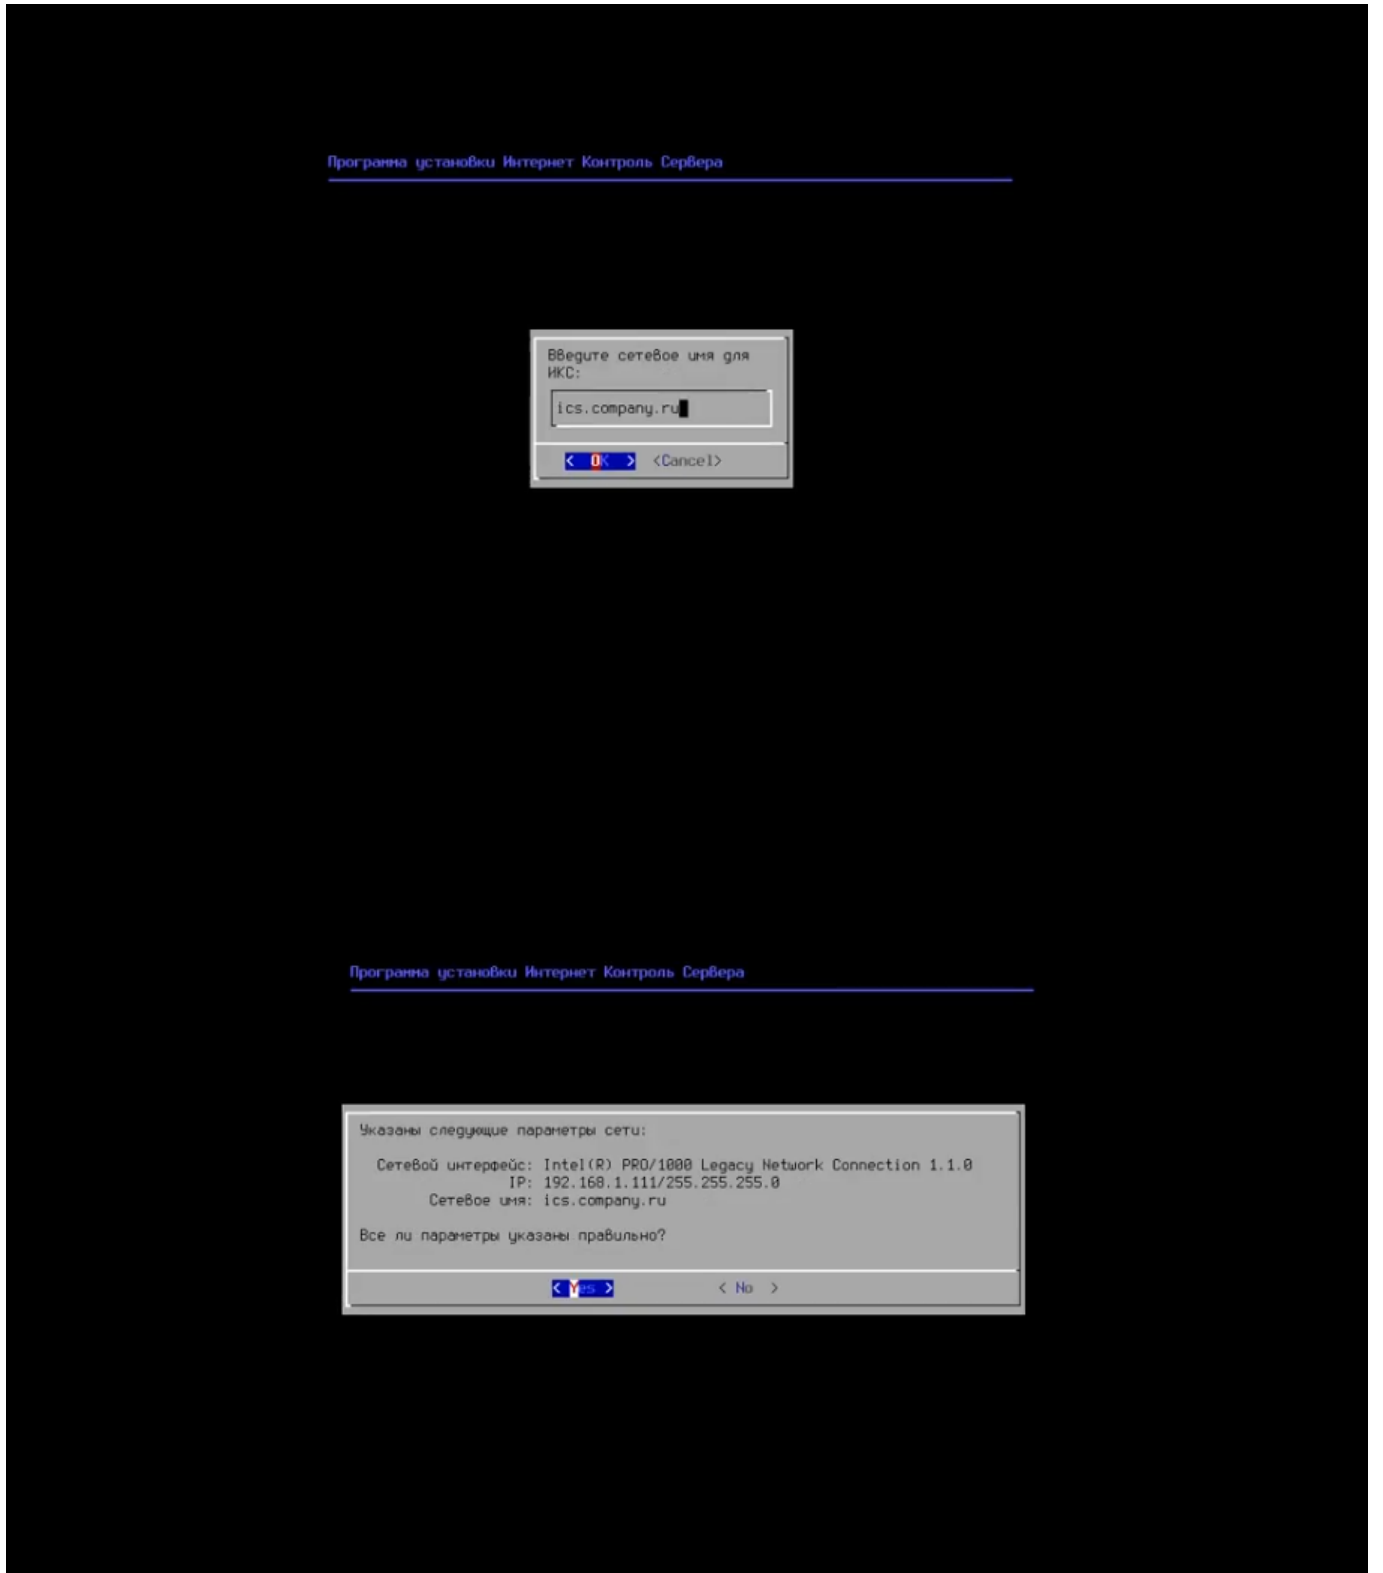 Программа установки Интернет Контроль Сервера
Введите сетевое имя для
ИКС:
ics.company.ru
< OK > <Cancel>
Программа установки Интернет Контроль Сервера
Указаны следующие параметры сети:
Сетевой интерфейс: Intel(R) PRO/1000 Legacy Network Connection 1.1.0
IP: 192.168.1.111/255.255.255.0
Сетевое имя: ics.company.ru
Все ли параметры указаны правильно?
< Yes > < No >